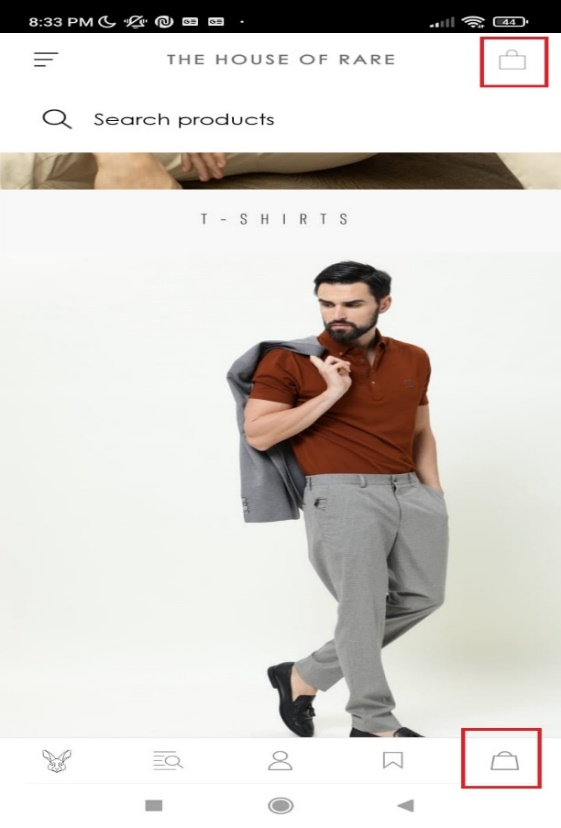 8:33 PM
44
THE HOUSE OF RARE
Search products
T-SHIRTS